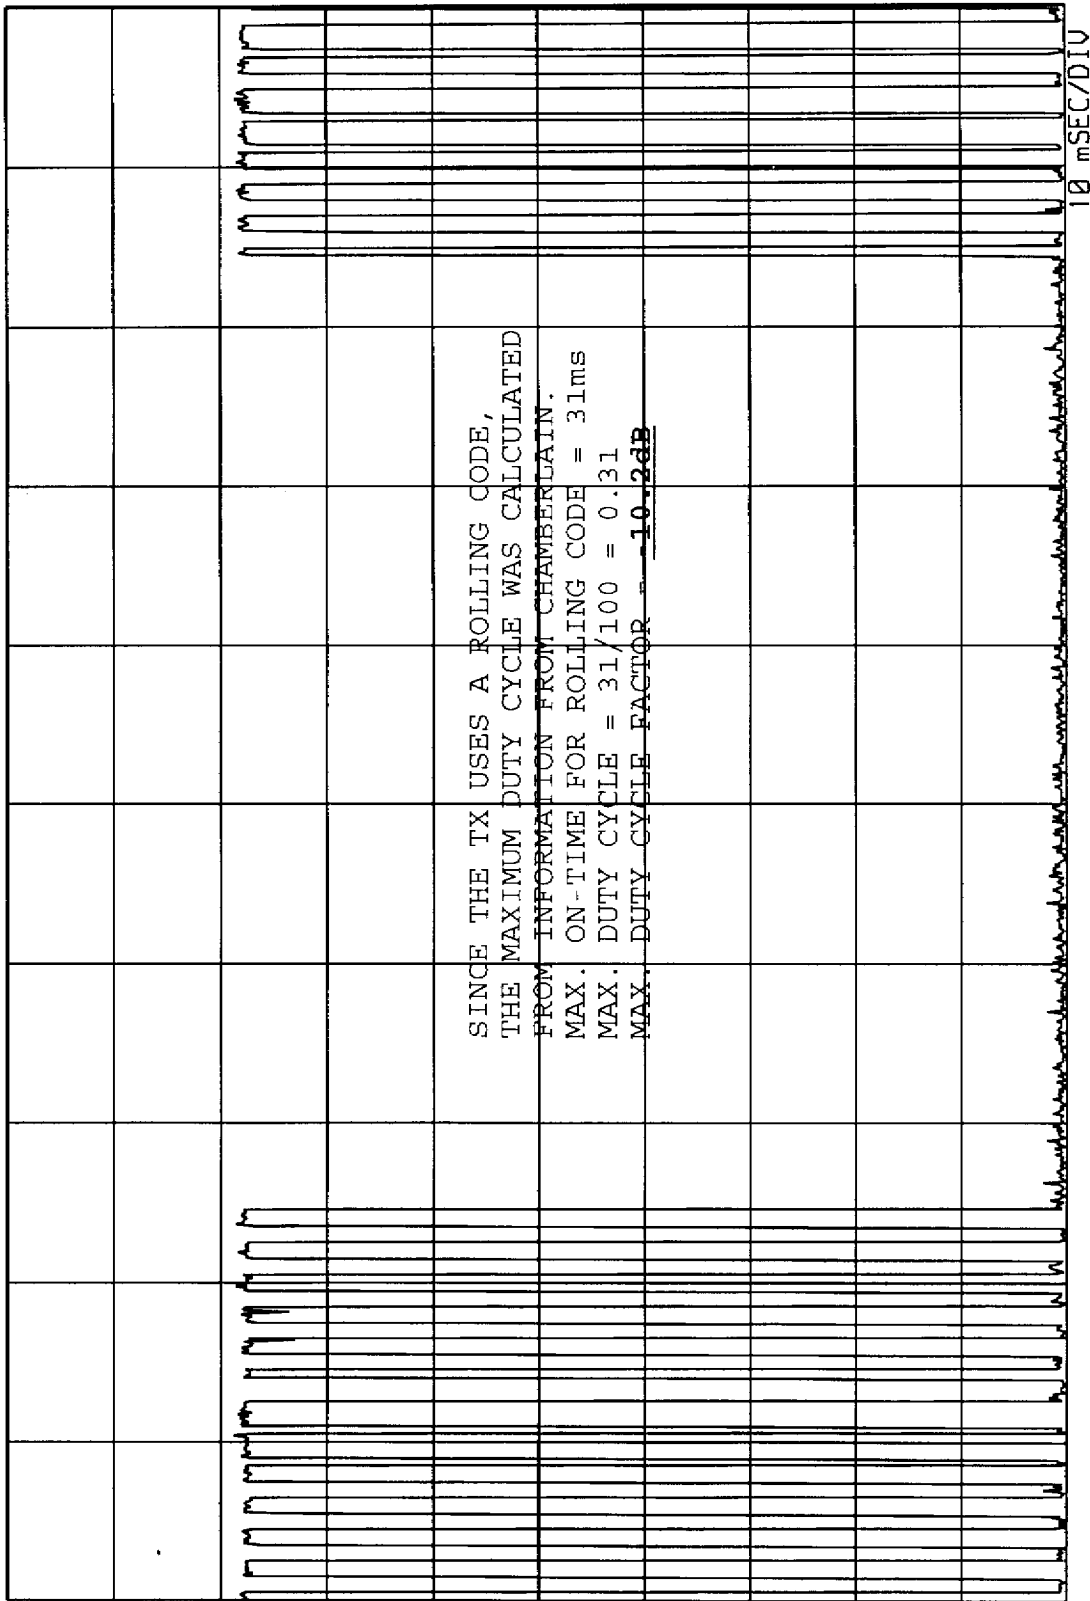 SINCE THE TX USES A ROLLING CODE,
THE MAXIMUM DUTY CYCLE WAS CALCULATED
FROM INFORMATION FROM CHAMBERLAIN.
MAX. ON-TIME FOR ROLLING CODE = 31ms
MAX. DUTY CYCLE = 31/100 = 0.31
MAX. DUTY CYCLE FACTOR = -10.2dB
10 mSEC/DIV